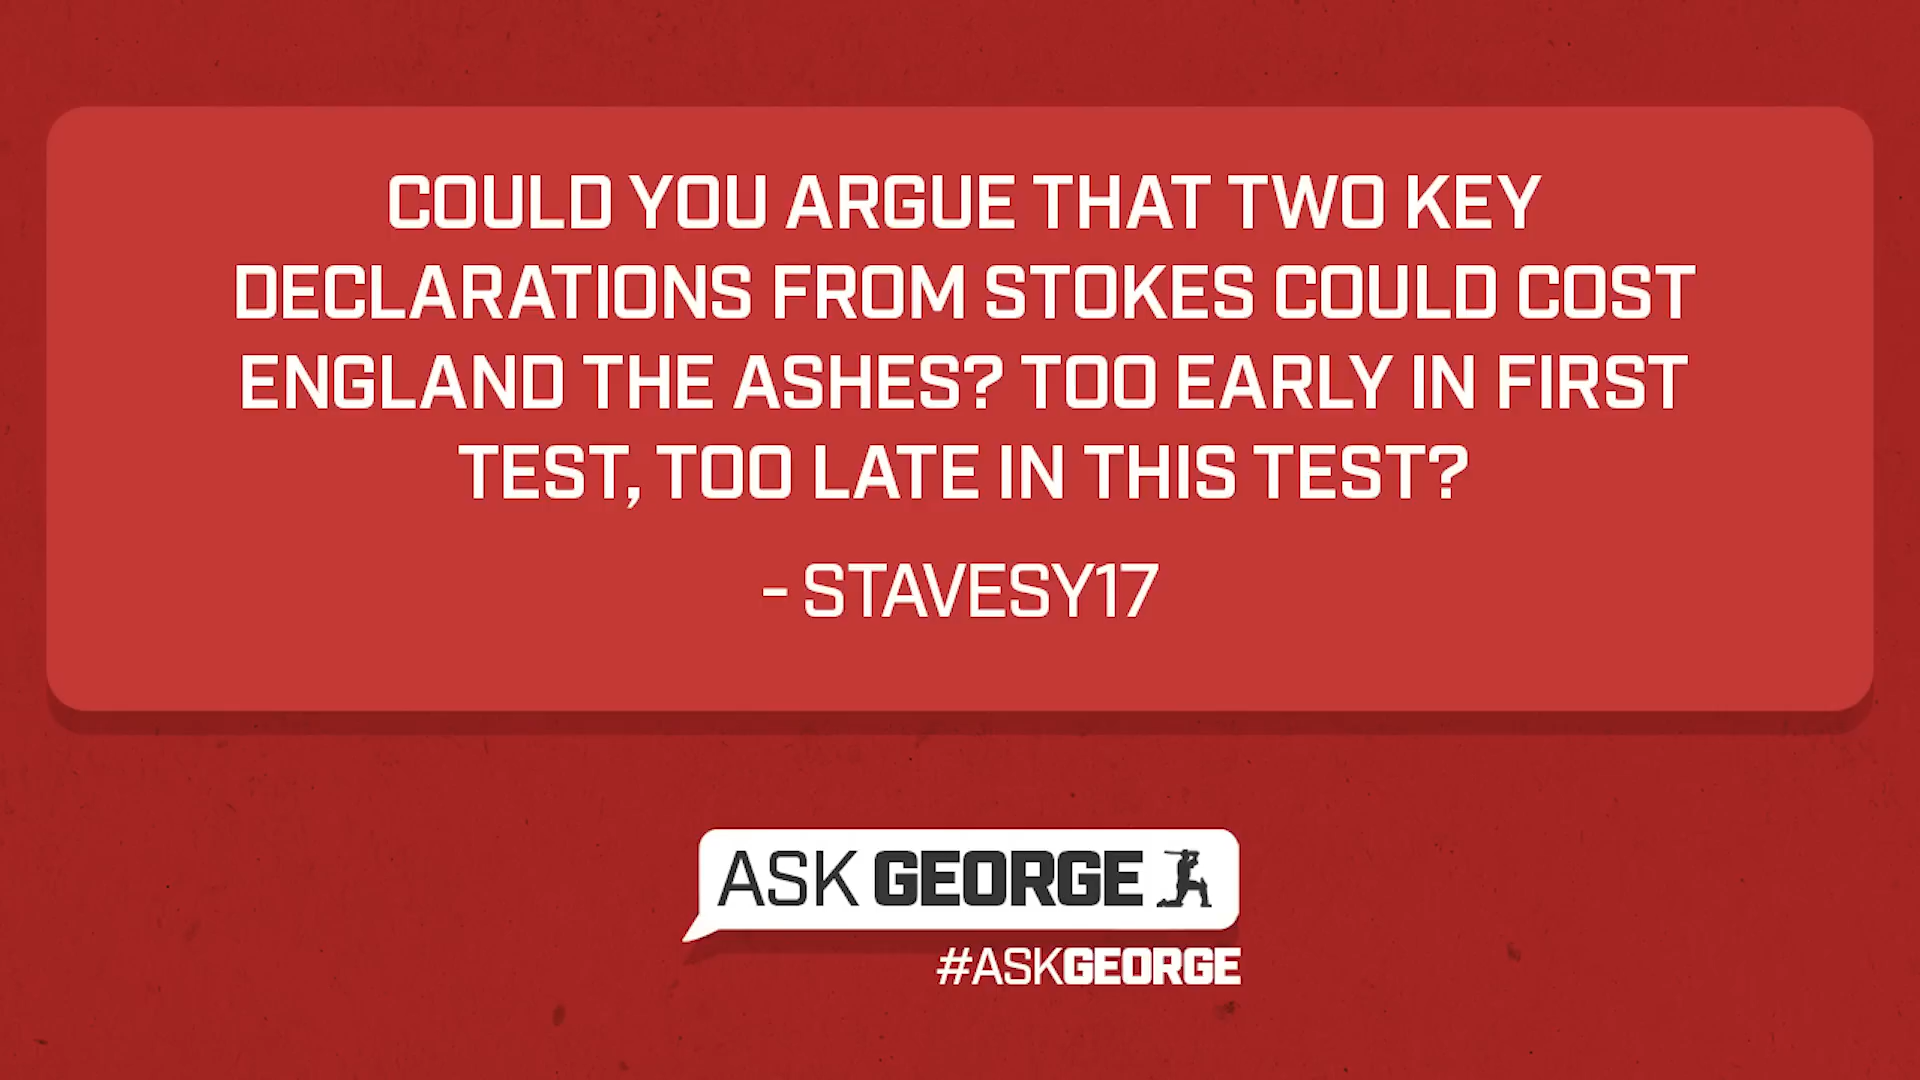 COULD YOU ARGUE THAT TWO KEY
DECLARATIONS FROM STOKES COULD COST
ENGLAND THE ASHES? TOO EARLY IN FIRST
TEST, TOO LATE IN THIS TEST?
- STAVESY17
ASK GEORGE
#ASKGEORGE